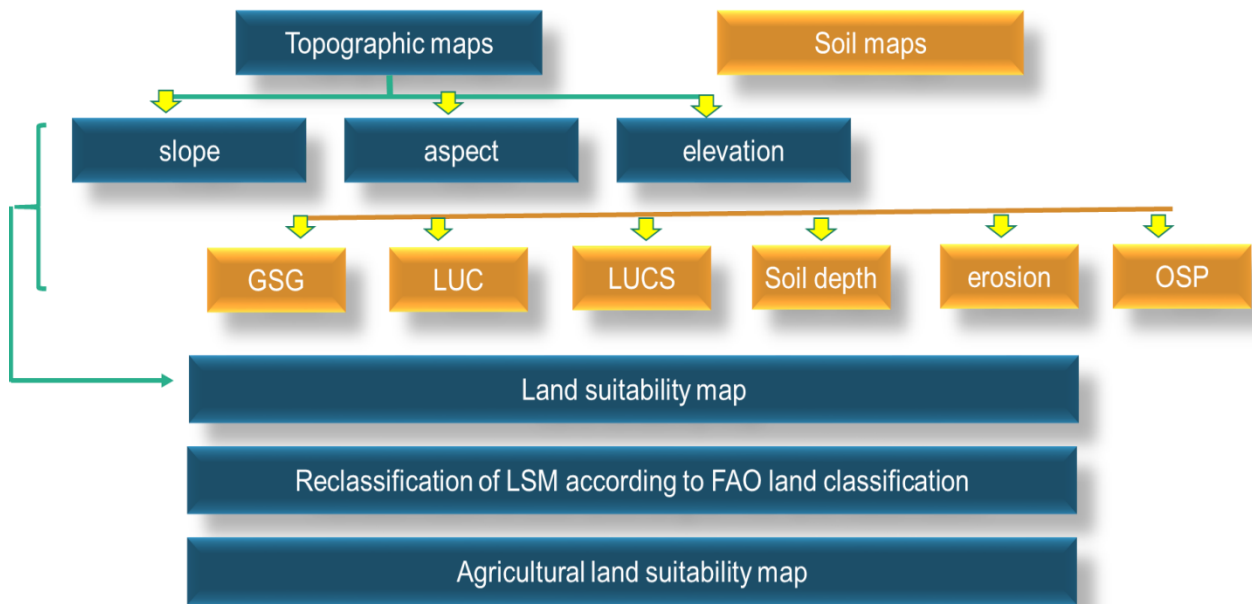 Topographic maps
Soil maps
slope
aspect
elevation
GSG
LUC
LUCS
Soil depth
erosion
OSP
Land suitability map
Reclassification of LSM according to FAO land classification
Agricultural land suitability map